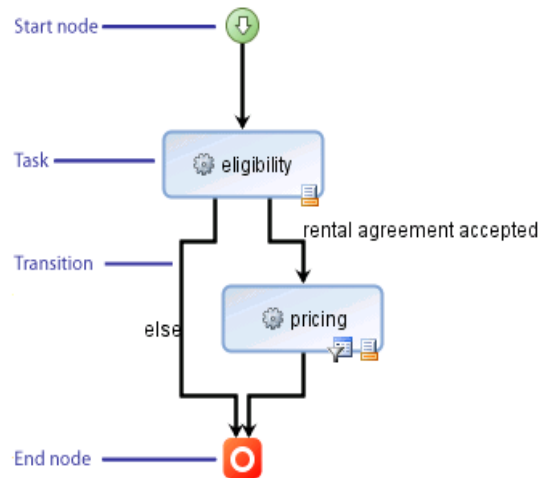 Start node
Task
eligibility
rental agreement accepted
Transition
pricing
else
End node